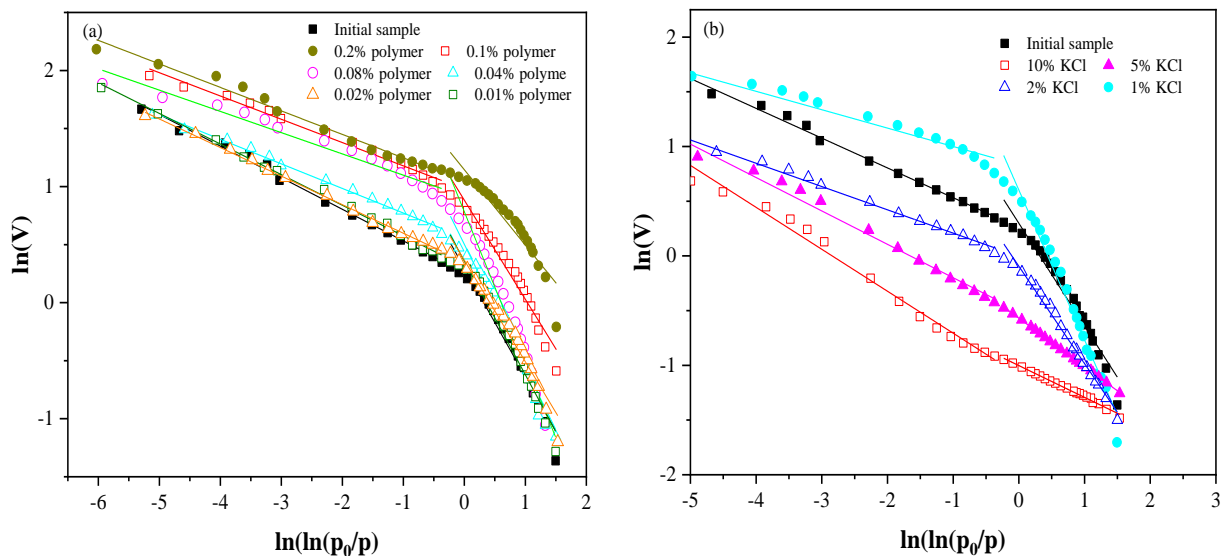 (a)
Initial sample
0.2% polymer
0.1% polymer
0.08% polymer
0.04% polyme
0.02% polymer
0.01% polymer
2
1
0
-1
ln(V)
-6 -5 -4 -3 -2 -1 0 1 2
ln(ln(p0/p)
(b)
Initial sample
10% KCl
5% KCl
2% KCl
1% KCl
2
1
0
-1
-2
ln(V)
-5 -4 -3 -2 -1 0 1 2 3
ln(ln(p0/p)